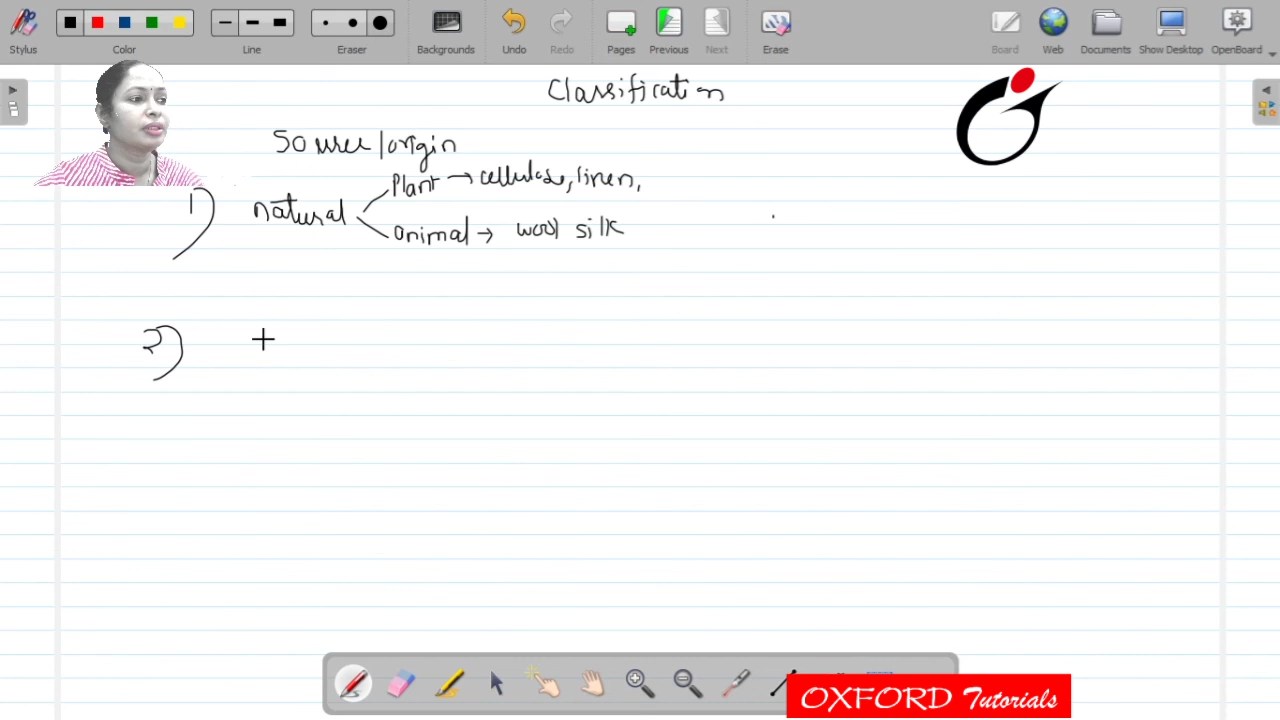 Stylus Color Line Eraser Backgrounds Undo Redo Pages Previous Next Erase Board Web Documents Show Desktop OpenBoard
Classification
Source/origin
1) natural
Plant → cellulose, linen,
animal → wool silk
2)
OXFORD Tutorials